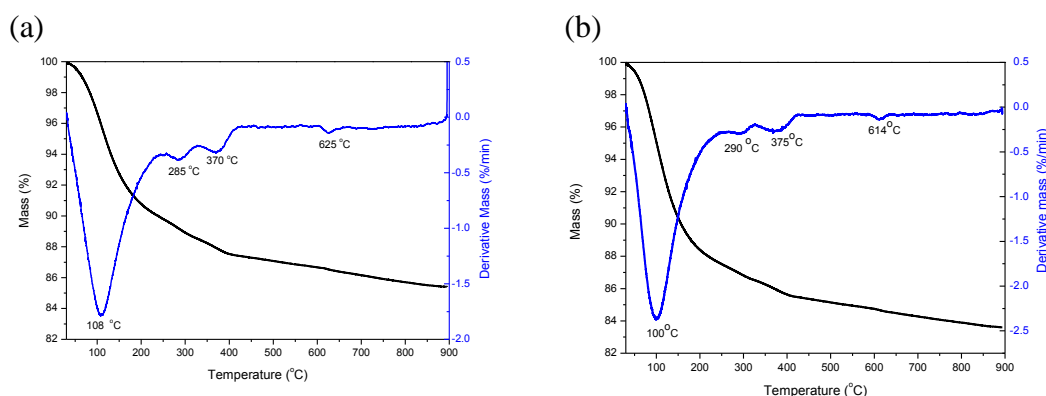 (a)
100
98
96
94
92
90
88
86
84
82
Mass (%)
0.5
0.0
-0.5
-1.0
-1.5
-2.0
Derivative Mass (%/min)
108 °C
285 °C
370 °C
625 °C
100 200 300 400 500 600 700 800 900
Temperature (°C)
(b)
100
98
96
94
92
90
88
86
84
82
Mass (%)
0.5
0.0
-0.5
-1.0
-1.5
-2.0
-2.5
Derivative mass (%/min)
100°C
290 °C
375°C
614°C
100 200 300 400 500 600 700 800 900
Temperature (°C)